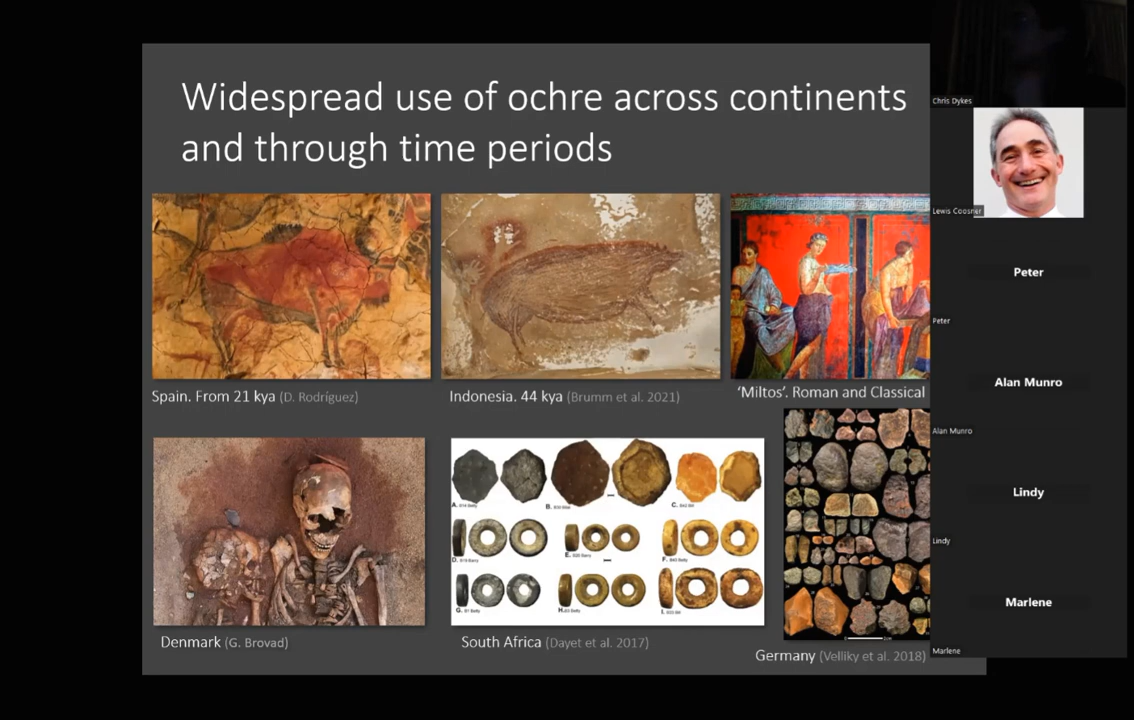 Widespread use of ochre across continents
and through time periods
Spain. From 21 kya (D. Rodríguez)
Indonesia. 44 kya (Brumm et al. 2021)
'Miltos'. Roman and Classical
Denmark (G. Brovad)
South Africa (Dayet et al. 2017)
Germany (Velliky et al. 2018)
A.
B.
C.
D.
E.
F.
G.
H.
I.
Chris Dykes
Lewis Coosner
Peter
Peter
Alan Munro
Alan Munro
Lindy
Lindy
Marlene
Marlene